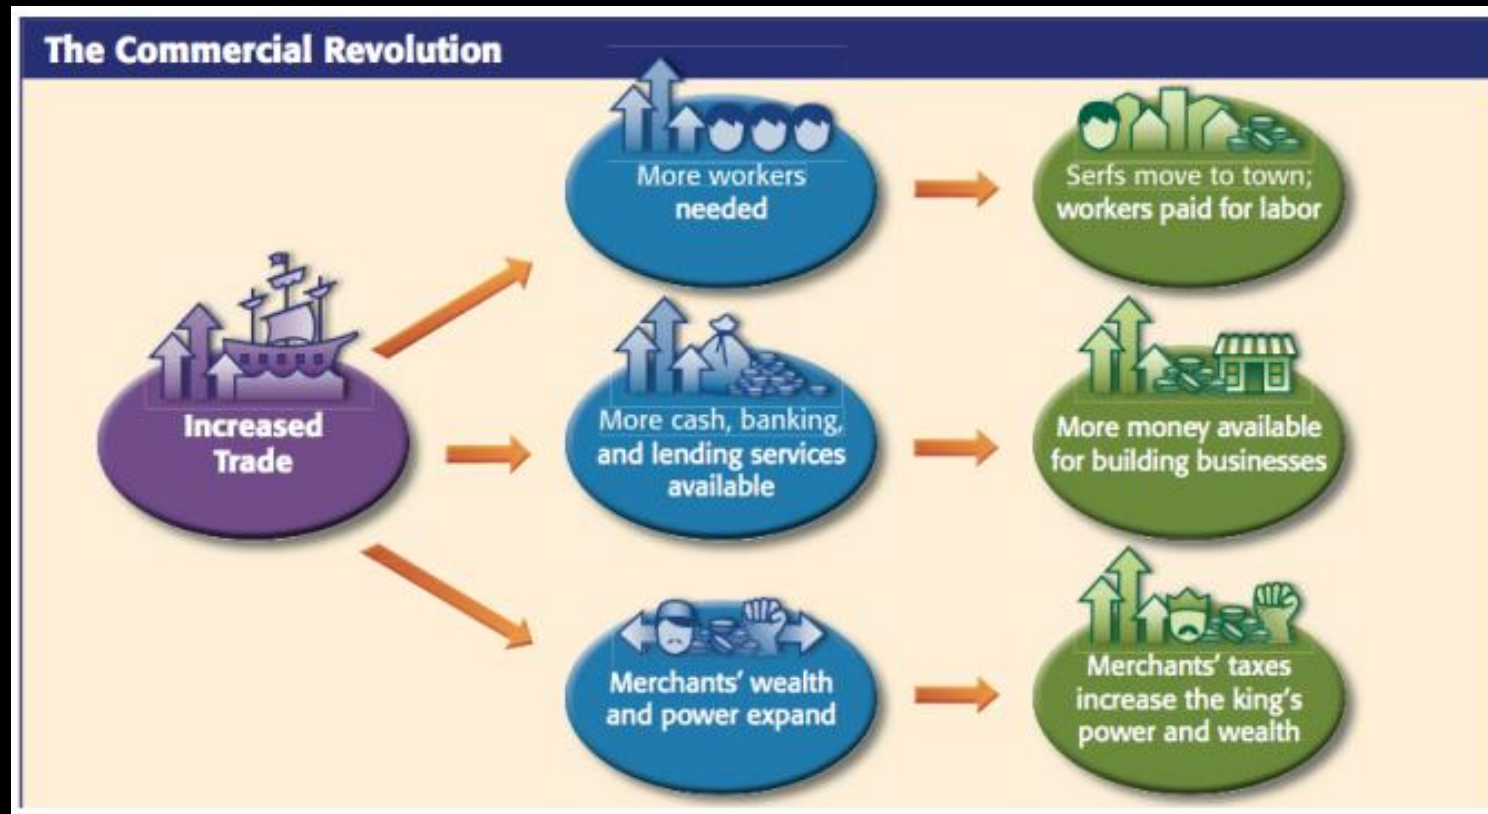 The Commercial Revolution
More workers
needed
Serfs move to town;
workers paid for labor
Increased
Trade
More cash, banking,
and lending services
available
More money available
for building businesses
Merchants’ wealth
and power expand
Merchants’ taxes
increase the king’s
power and wealth